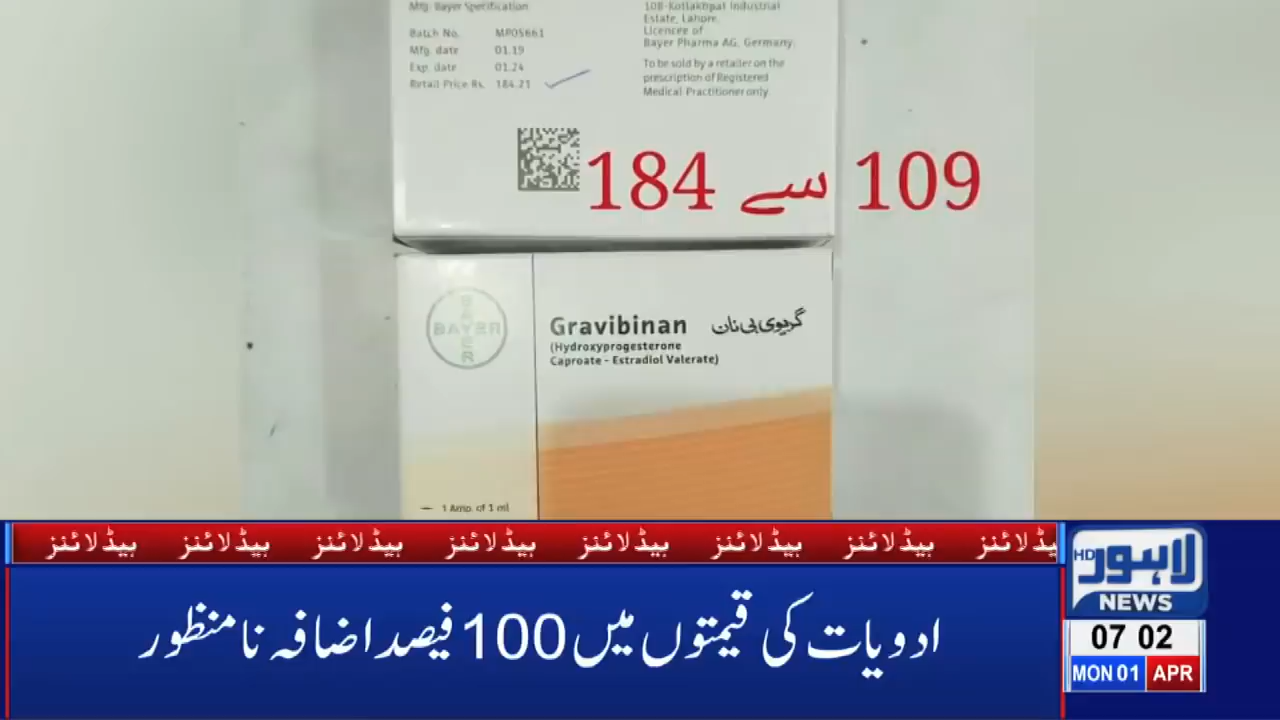 Mfg. Bayer Specification
Batch No. MP05661
Mfg. date 01.19
Exp. date 01.24
Retail Price Rs. 184.21
108-Kotlakhpat Industrial
Estate, Lahore.
Licencee of
Bayer Pharma AG, Germany.
To be sold by a retailer on the
prescription of Registered
Medical Practitioner only
109 سے 184
BAYER
BAYER
Gravibinan گریوی بی نان
(Hydroxyprogesterone
Caproate - Estradiol Valerate)
1 Amp. of 1 ml
ہیڈلائنز ہیڈلائنز ہیڈلائنز ہیڈلائنز ہیڈلائنز ہیڈلائنز ہیڈلائنز یڈلائنز
ادویات کی قیمتوں میں 100 فیصد اضافہ نامنظور
HD لاہور
NEWS
07 02
MON 01 APR